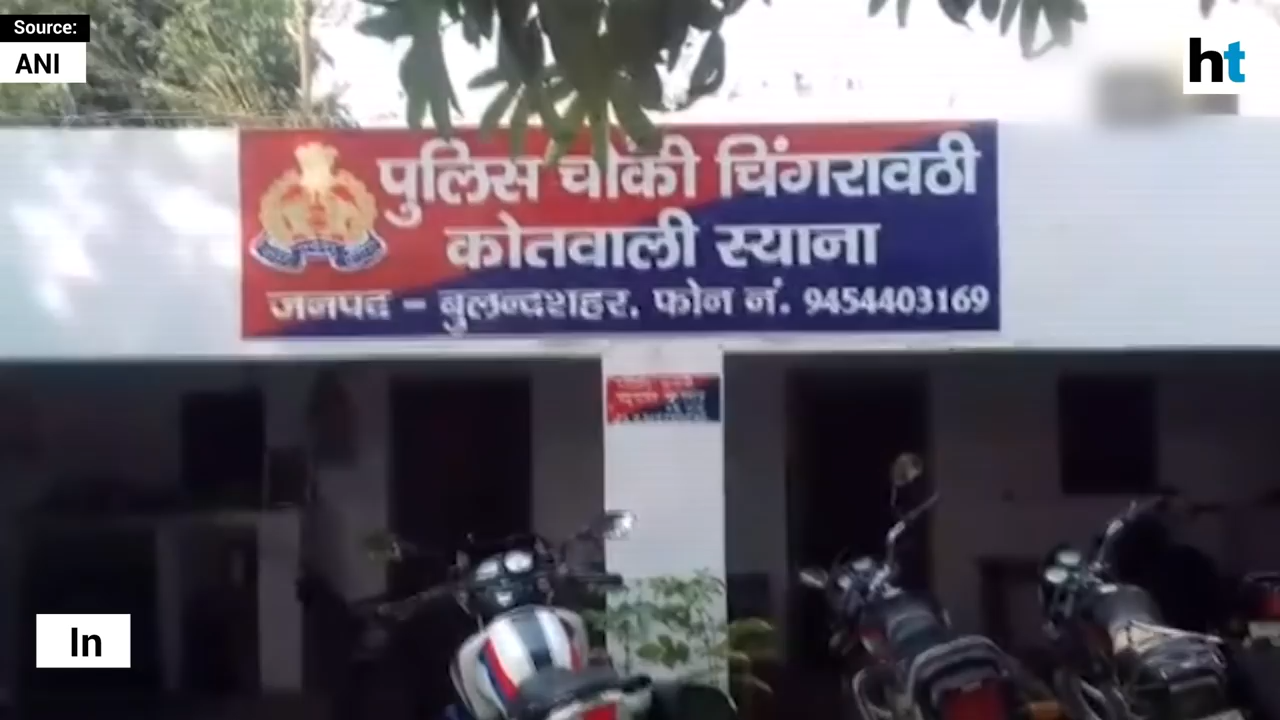 Source:
ANI
ht
पुलिस चौकी चिंगरावठी
कोतवाली स्याना
जनपद - बुलन्दशहर. फोन नं. 9454403169
In